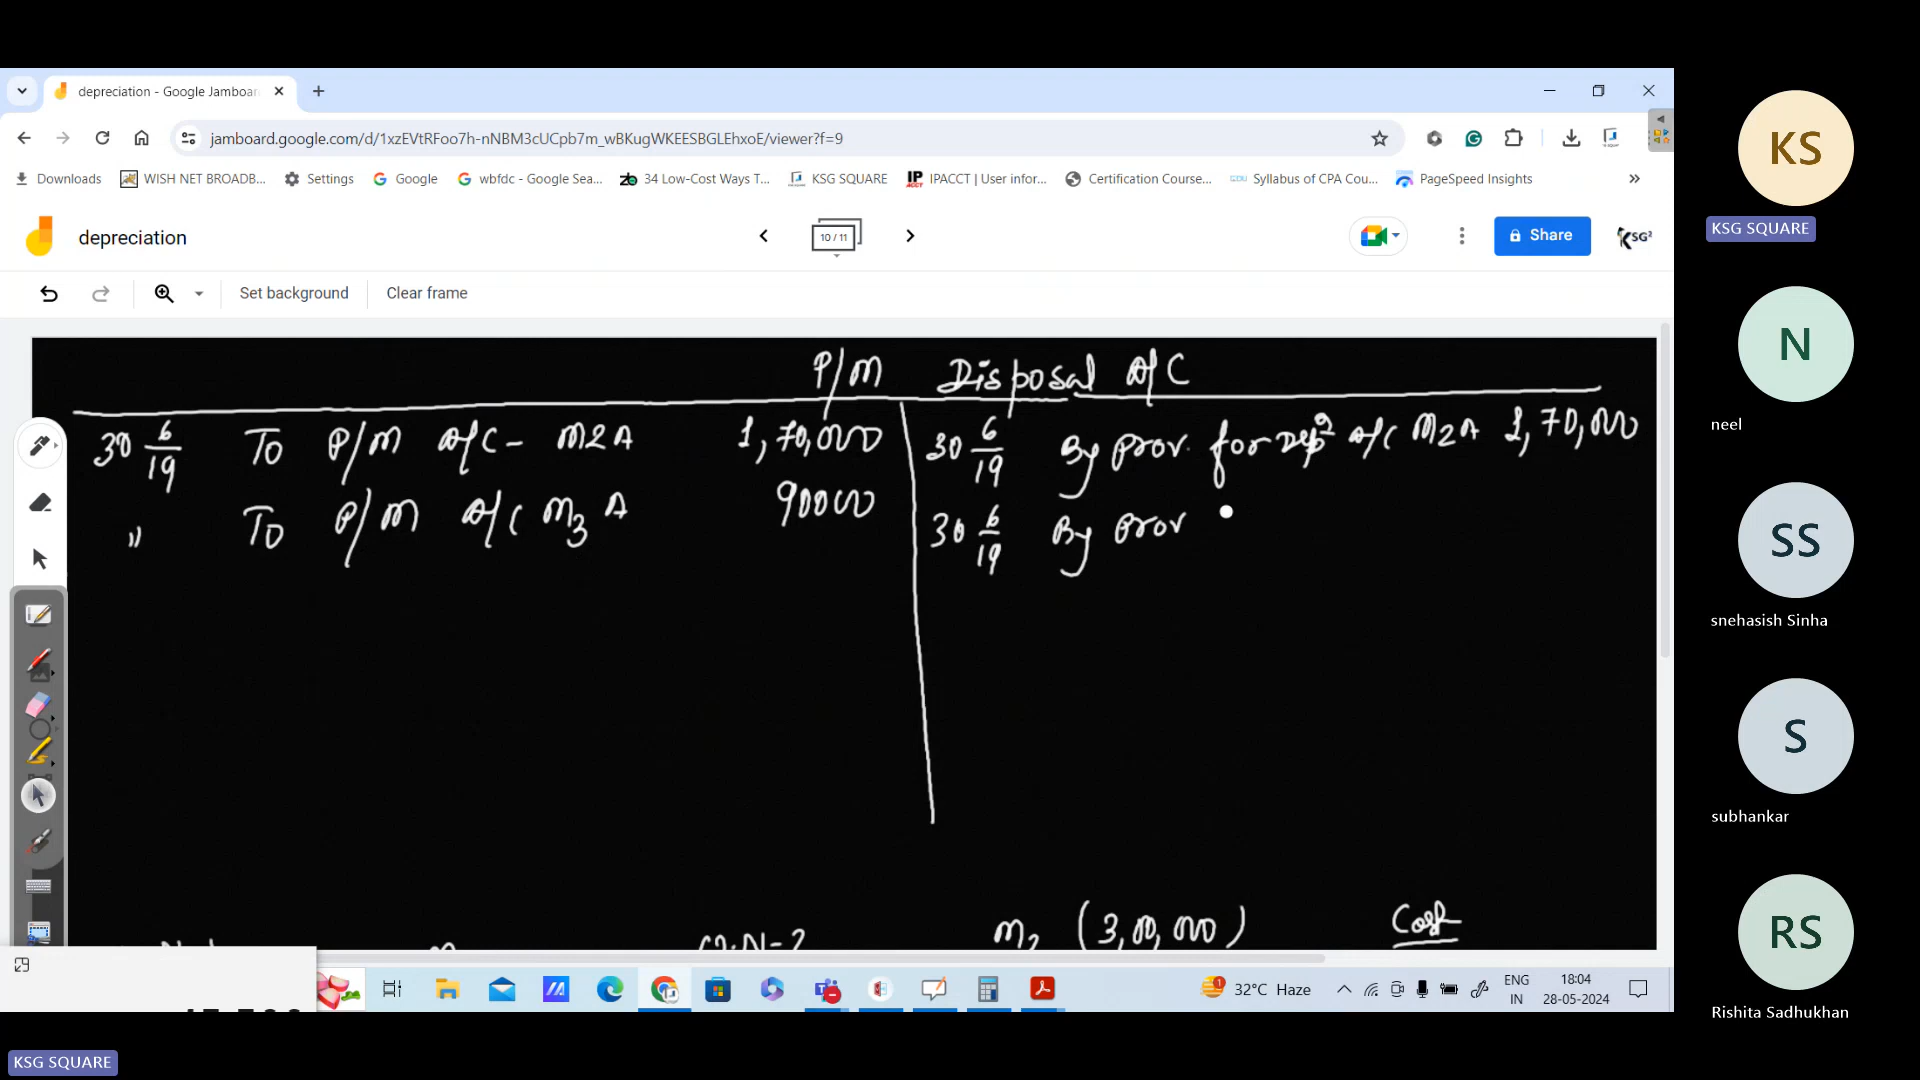 depreciation - Google Jamboar
jamboard.google.com/d/1xzEVtRFoo7h-nNBM3cUCpb7m_wBKugWKEESBGLEhxoE/viewer?f=9
Downloads WISH NET BROADB... Settings Google wbfdc - Google Sea... 34 Low-Cost Ways T... KSG SQUARE IPACCT | User infor... Certification Course... Syllabus of CPA Cou... PageSpeed Insights
depreciation 10 / 11 Share KSG²
Set background Clear frame
P/M Disposal A/C
30 6/19 To P/M A/C - M2A 1,70,000
" To P/M A/C M3 A 90000
30 6/19 By prov. for Dep² A/C M2A 1,70,000
30 6/19 By prov
M2 (3,00,000) Cash
32°C Haze ENG IN 18:04 28-05-2024
KS
KSG SQUARE
N
neel
SS
snehasish Sinha
S
subhankar
RS
Rishita Sadhukhan
KSG SQUARE